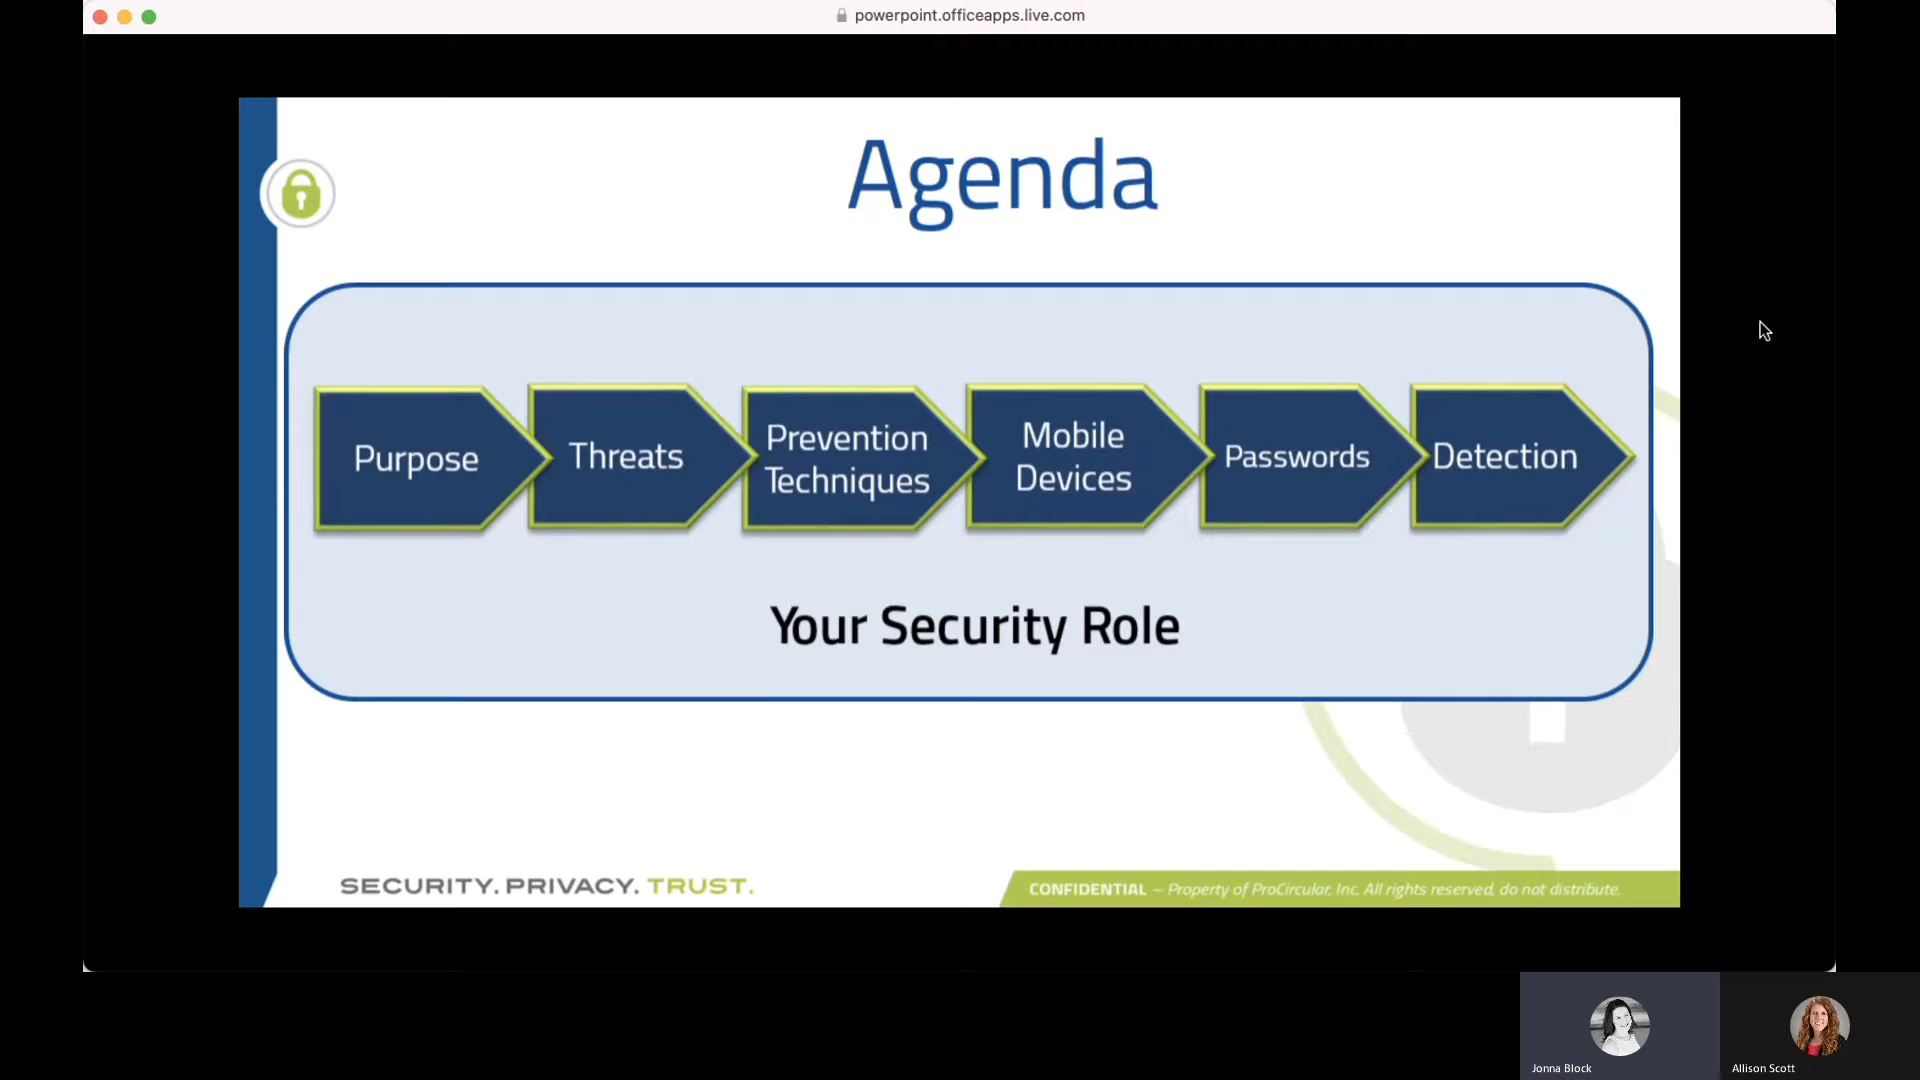 powerpoint.officeapps.live.com
Agenda
Purpose
Threats
Prevention
Techniques
Mobile
Devices
Passwords
Detection
Your Security Role
SECURITY. PRIVACY. TRUST.
CONFIDENTIAL – Property of ProCircular, Inc. All rights reserved, do not distribute.
Jonna Block
Allison Scott